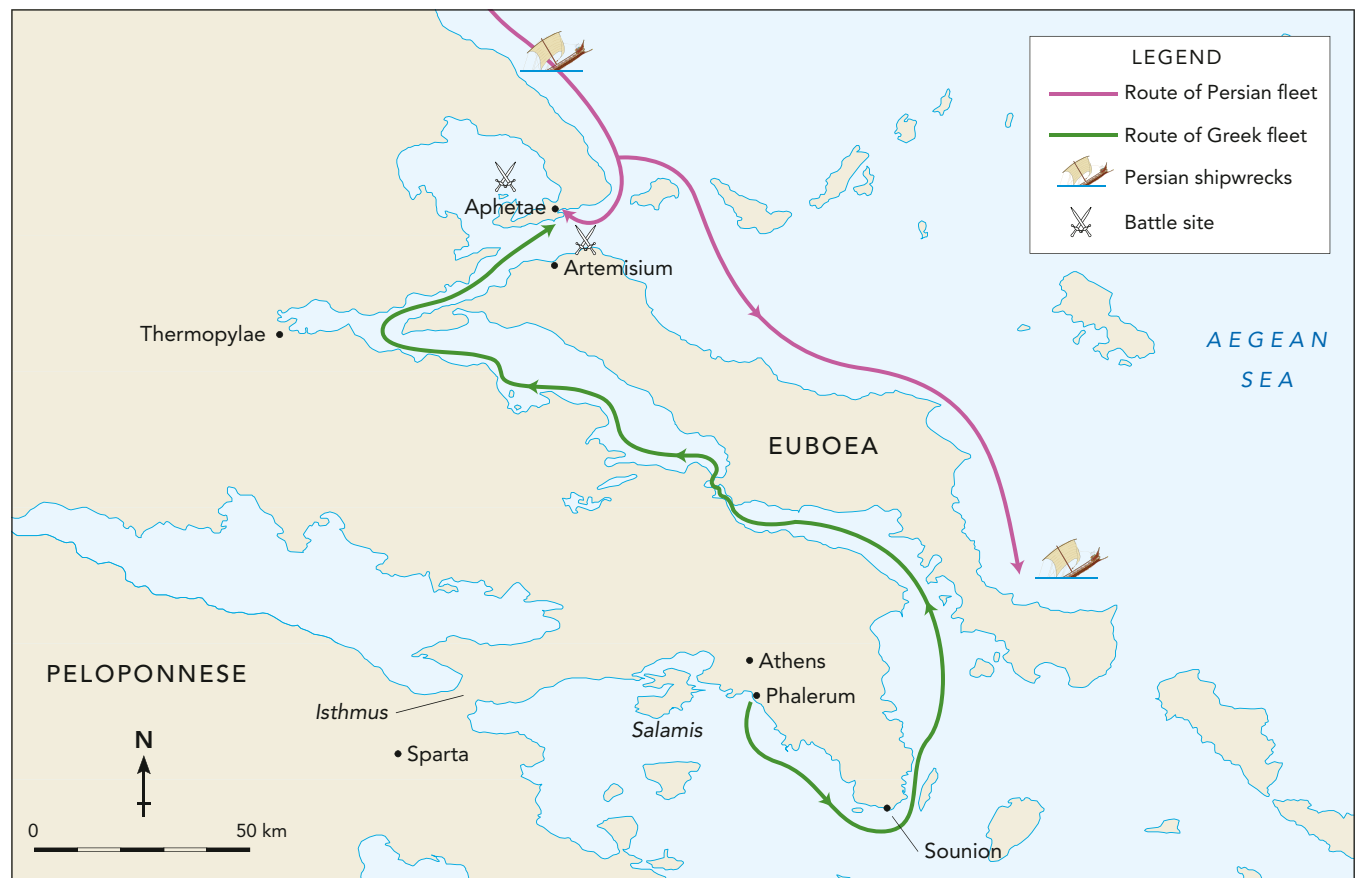 LEGEND
Route of Persian fleet
Route of Greek fleet
Persian shipwrecks
Battle site
Aphetae
Artemisium
Thermopylae
AEGEAN
SEA
EUBOEA
PELOPONNESE
Athens
Phalerum
Isthmus
Salamis
Sparta
N
0 50 km
Sounion